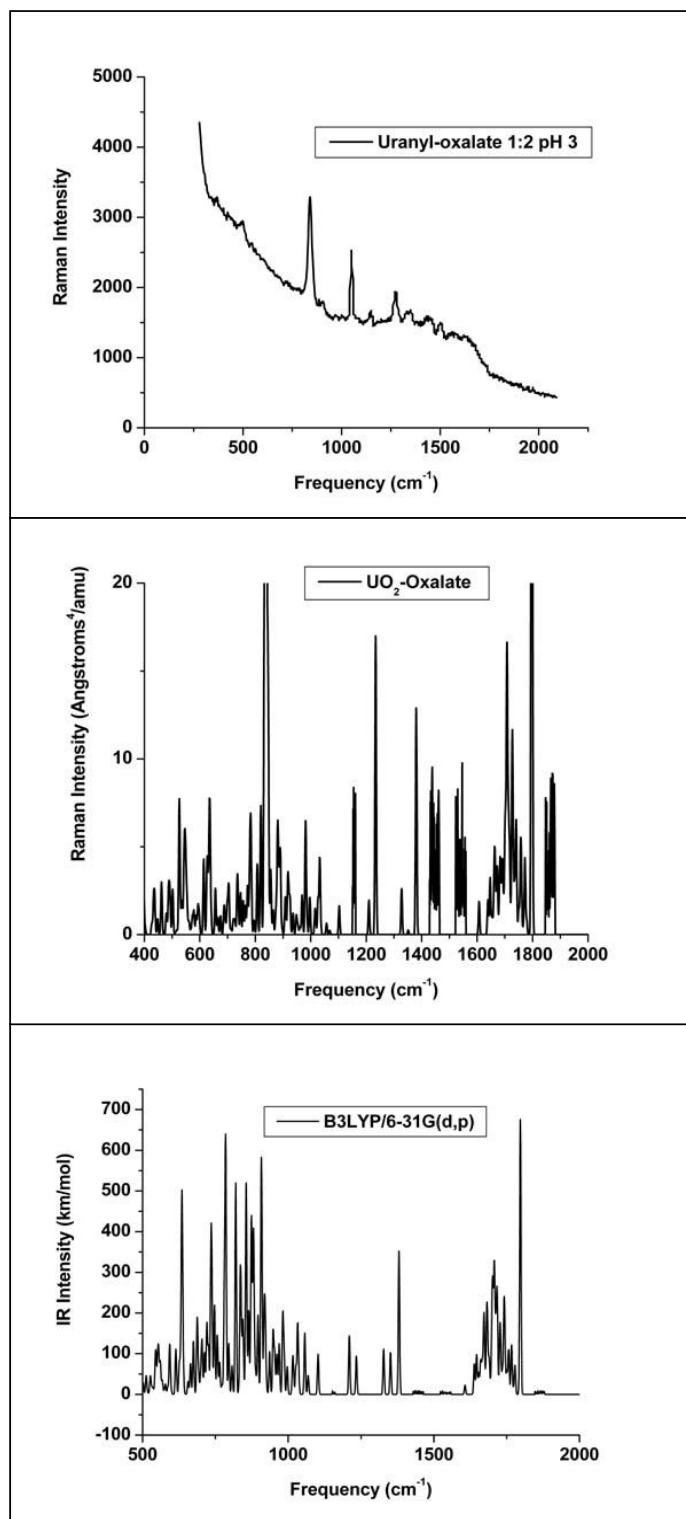 5000
4000
3000
2000
1000
0
Raman Intensity
Uranyl-oxalate 1:2 pH 3
0 500 1000 1500 2000
Frequency (cm-1)
20
10
0
Raman Intensity (Angstroms4/amu)
UO2-Oxalate
400 600 800 1000 1200 1400 1600 1800 2000
Frequency (cm-1)
700
600
500
400
300
200
100
0
-100
IR Intensity (km/mol)
B3LYP/6-31G(d,p)
500 1000 1500 2000
Frequency (cm-1)